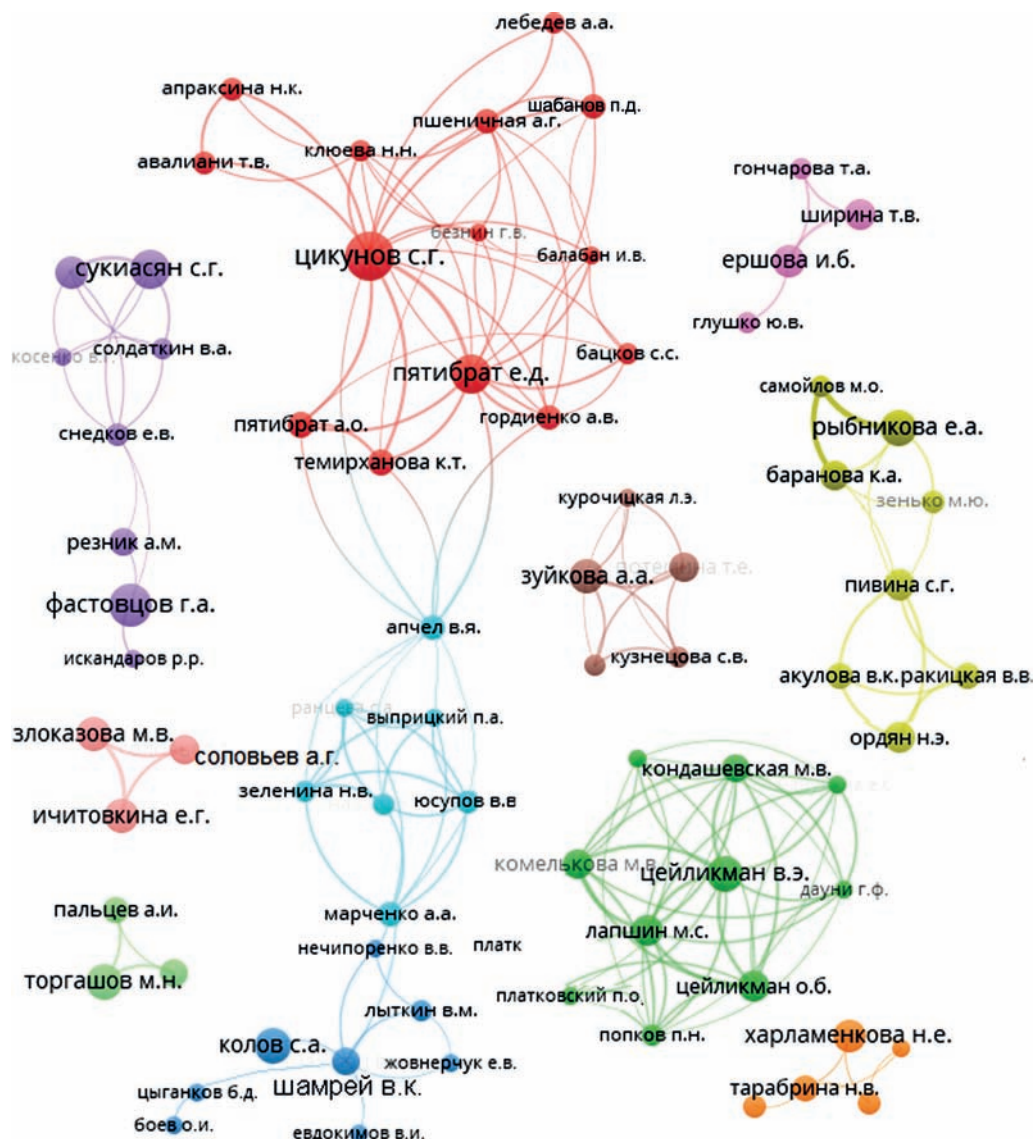 лебедев а.а.
апраксина н.к.
шабанов п.д.
пшеничная а.г.
клюева н.н.
авалиани т.в.
гончарова т.а.
ширина т.в.
безнин г.в.
цикунов с.г.
балабан и.в.
ершова и.б.
сукиасян с.г.
глушко ю.в.
солдаткин в.а.
косенко в.г.
бацков с.с.
пятибрат е.д.
самойлов м.о.
гордиенко а.в.
пятибрат а.о.
рыбникова е.а.
снедков е.в.
темирханова к.т.
баранова к.а.
курочицкая л.э.
зенько м.ю.
резник а.м.
зуйкова а.а.
потешина т.е.
пивина с.г.
фастовцов г.а.
апчел в.я.
искандаров р.р.
кузнецова с.в.
акулова в.к.
ракицкая в.в.
ранцева с.а.
выприцкий п.а.
злоказова м.в.
ордян н.э.
соловьев а.г.
кондашевская м.в.
зеленина н.в.
юсупов в.в
ичитовкина е.г.
комелькова м.в.
цейликман в.э.
дауни г.ф.
пальцев а.и.
марченко а.а.
лапшин м.с.
нечипоренко в.в.
платк
торгашов м.н.
цейликман о.б.
платковский п.о.
лыткин в.м.
попков п.н.
харламенкова н.е.
колов с.а.
жовнерчук е.в.
шамрей в.к.
тарабрина н.в.
цыганков б.д.
боев о.и.
евдокимов в.и.